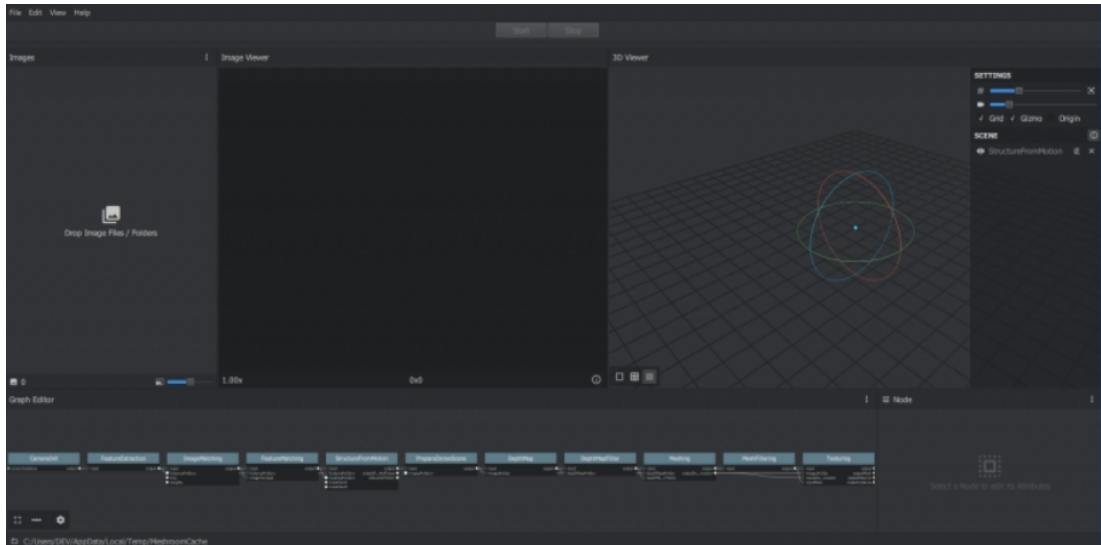 File Edit View Help
Start Stop
Images
Image Viewer
3D Viewer
SETTINGS
Grid Gizmo Origin
SCENE
StructureFromMotion
Drop Image Files / Folders
0
1.00x
0x0
Graph Editor
Node
CameraInit
FeatureExtraction
ImageMatching
FeatureMatching
StructureFromMotion
PrepareDenseScene
DepthMap
DepthMapFilter
Meshing
MeshFiltering
Texturing
Select a Node to edit its Attributes
C:/Users/DEV/AppData/Local/Temp/MeshroomCache